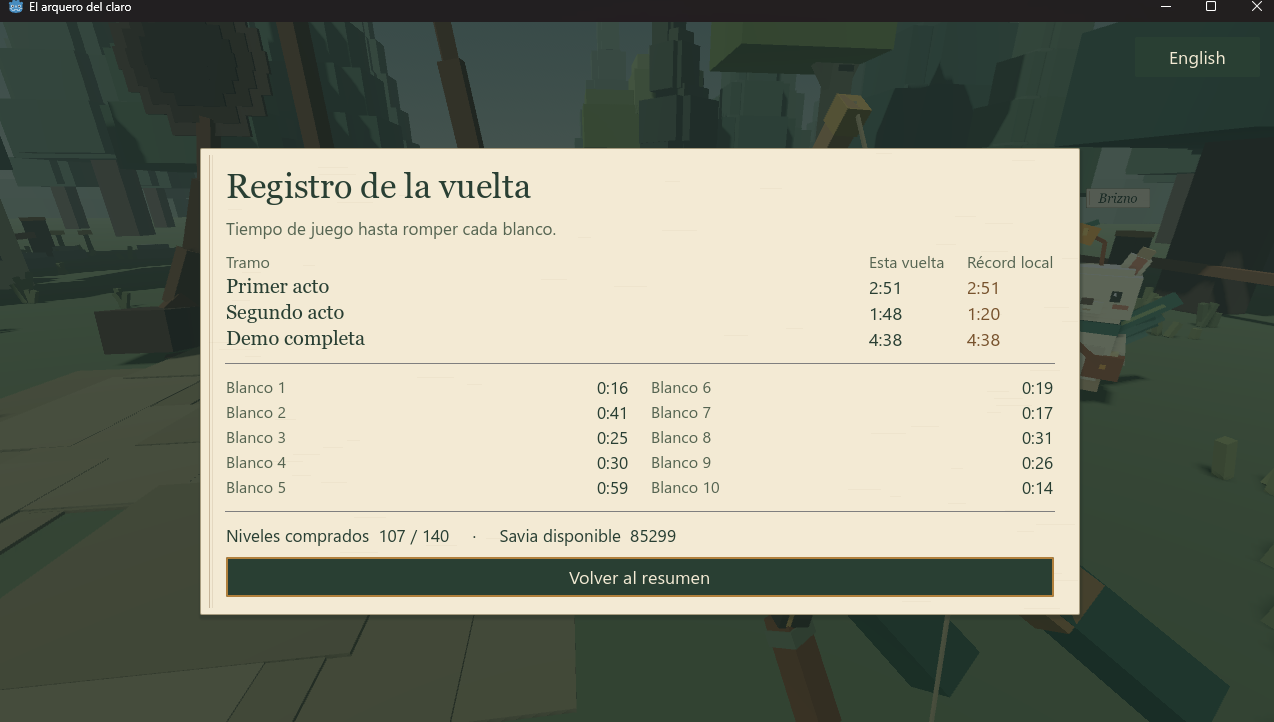 El arquero del claro
English
Brizno
Registro de la vuelta
Tiempo de juego hasta romper cada blanco.
Tramo Esta vuelta Récord local
Primer acto 2:51 2:51
Segundo acto 1:48 1:20
Demo completa 4:38 4:38
Blanco 1 0:16 Blanco 6 0:19
Blanco 2 0:41 Blanco 7 0:17
Blanco 3 0:25 Blanco 8 0:31
Blanco 4 0:30 Blanco 9 0:26
Blanco 5 0:59 Blanco 10 0:14
Niveles comprados 107 / 140 · Savia disponible 85299
Volver al resumen